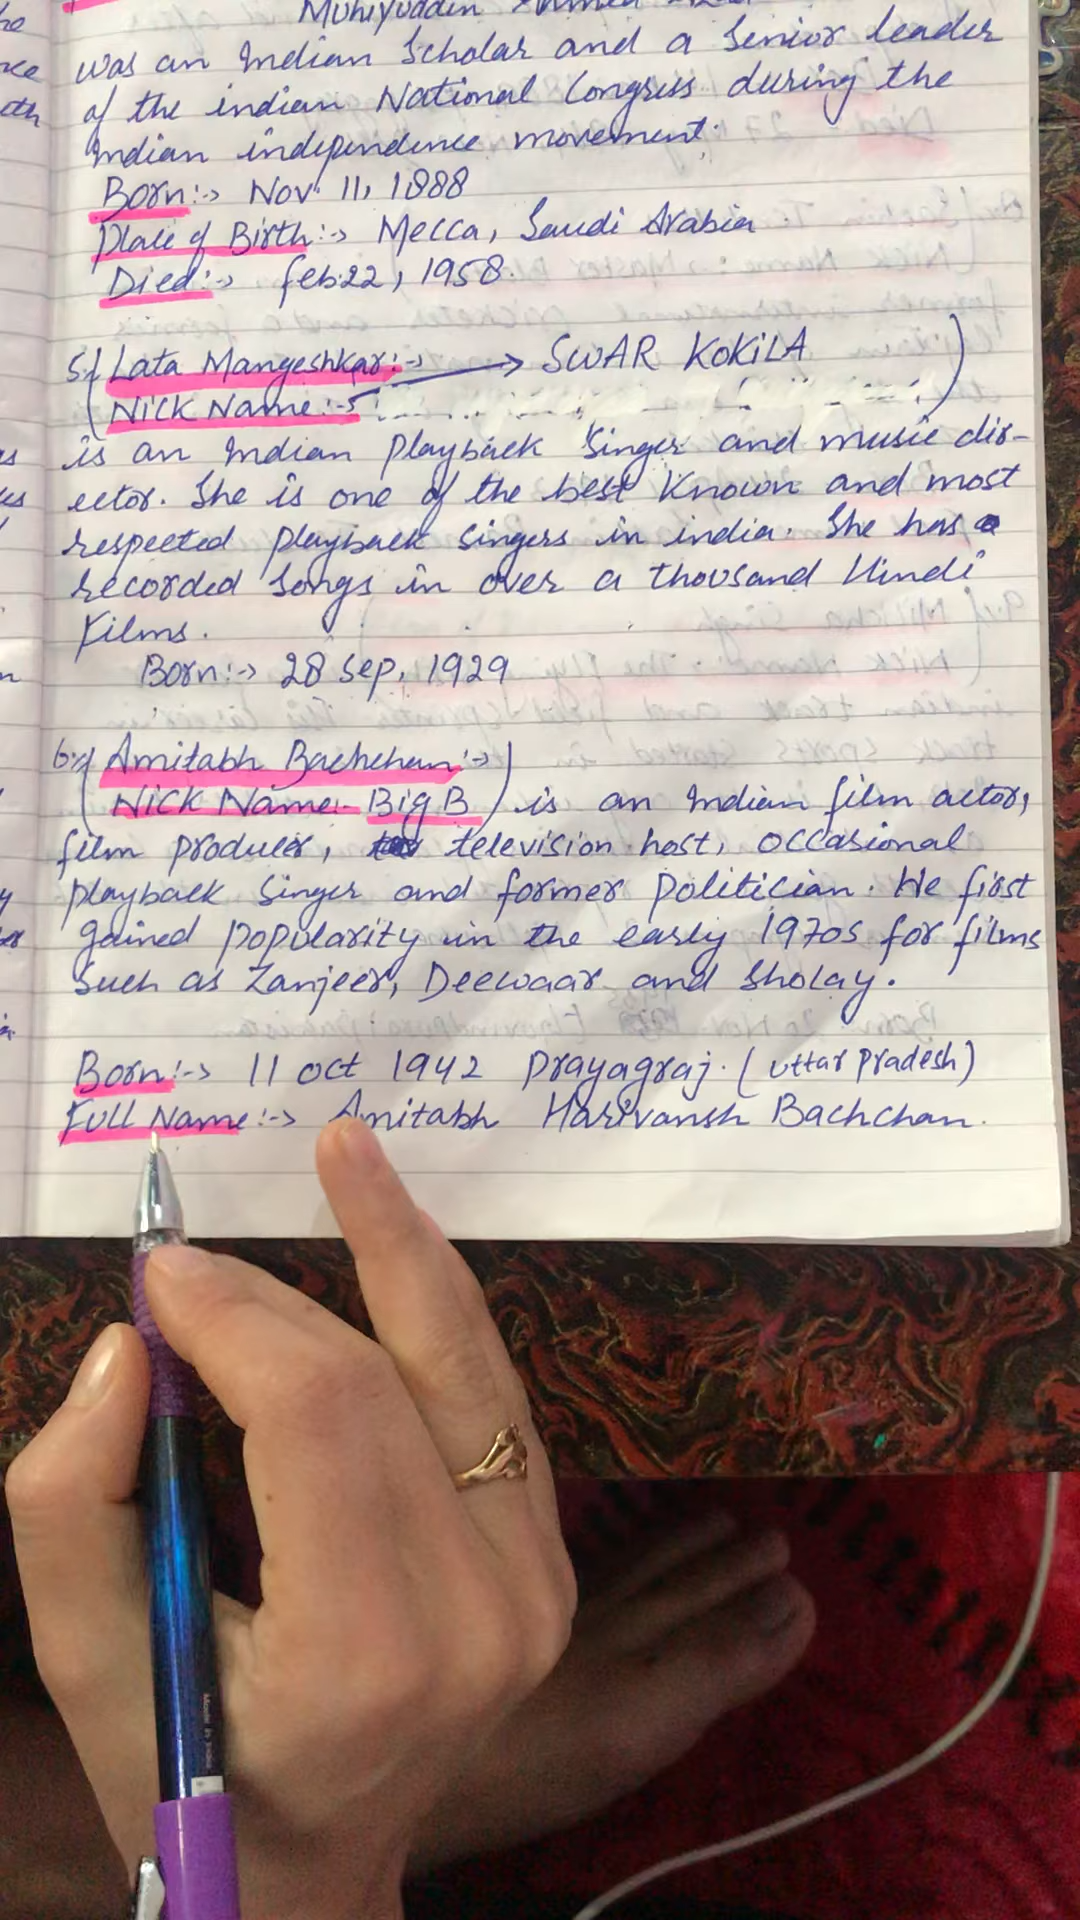 Muhiyuddin Ahmed
was an Indian Scholar and a Senior leader
of the indian National Congress during the
Indian independence movement.
Born:-> Nov. 11, 1888
Place of Birth:-> Mecca, Saudi Arabia
Died:-> feb 22, 1958.
5.) Lata Mangeshkar:-> → SWAR KOKILA
(Nick Name:-> )
is an Indian Playback Singer and music dir-
ector. She is one of the best Known and most
respected playback Singers in india. She has
recorded Songs in over a thousand Hindi
Films.
Born:-> 28 Sep, 1929
6.) Amitabh Bachchan:->
(Nick Name:- Big B) is an Indian film actor,
film producer, television host, occasional
playback Singer and former Politician. He first
gained popularity in the early 1970s for films
Such as Zanjeer, Deewaar and Sholay.
Born:-> 11 oct 1942 Prayagraj. (uttar pradesh)
Full Name:-> Amitabh Harivansh Bachchan.